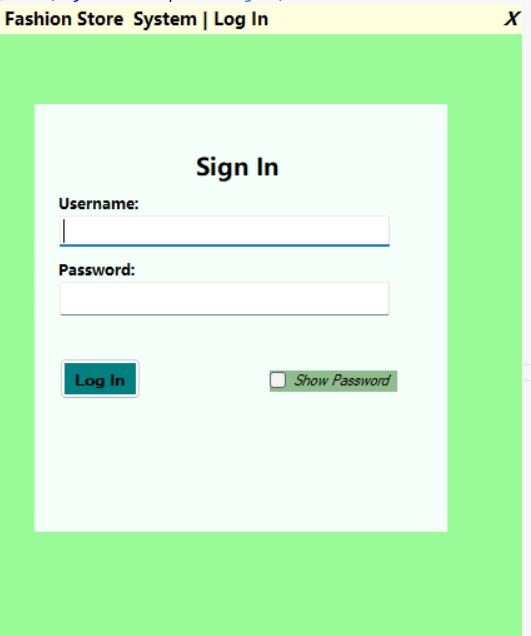 Fashion Store System | Log In X
Sign In
Username:
Password:
Log In
Show Password